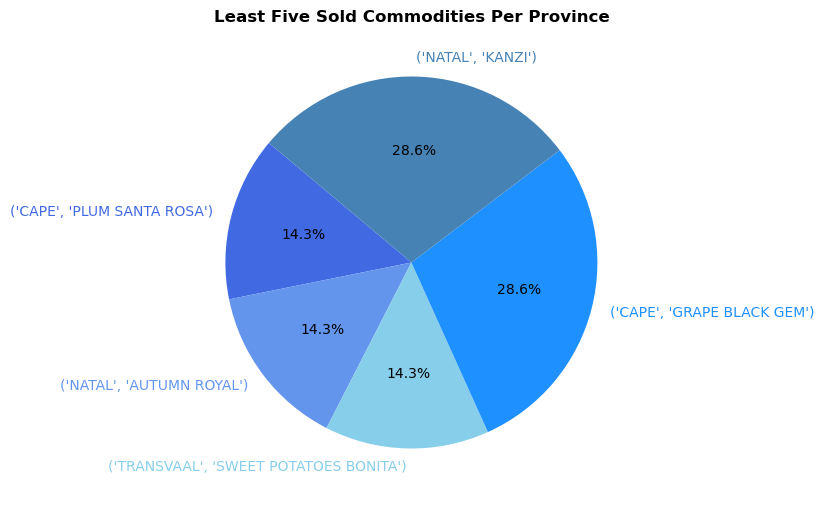 Least Five Sold Commodities Per Province
('NATAL', 'KANZI')
28.6%
('CAPE', 'PLUM SANTA ROSA')
14.3%
28.6%
('CAPE', 'GRAPE BLACK GEM')
14.3%
14.3%
('NATAL', 'AUTUMN ROYAL')
('TRANSVAAL', 'SWEET POTATOES BONITA')